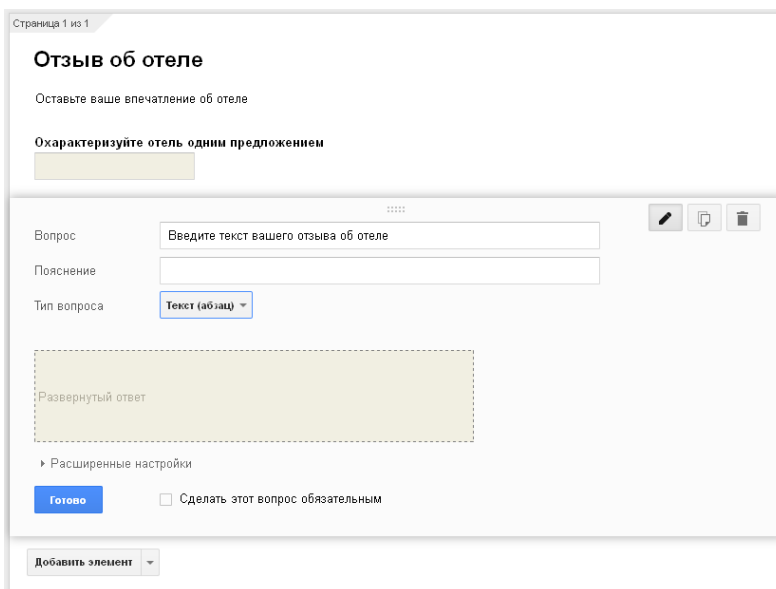 Страница 1 из 1
Отзыв об отеле
Оставьте ваше впечатление об отеле
Охарактеризуйте отель одним предложением
Вопрос Введите текст вашего отзыва об отеле
Пояснение
Тип вопроса Текст (абзац)
Развернутый ответ
Расширенные настройки
Готово Сделать этот вопрос обязательным
Добавить элемент